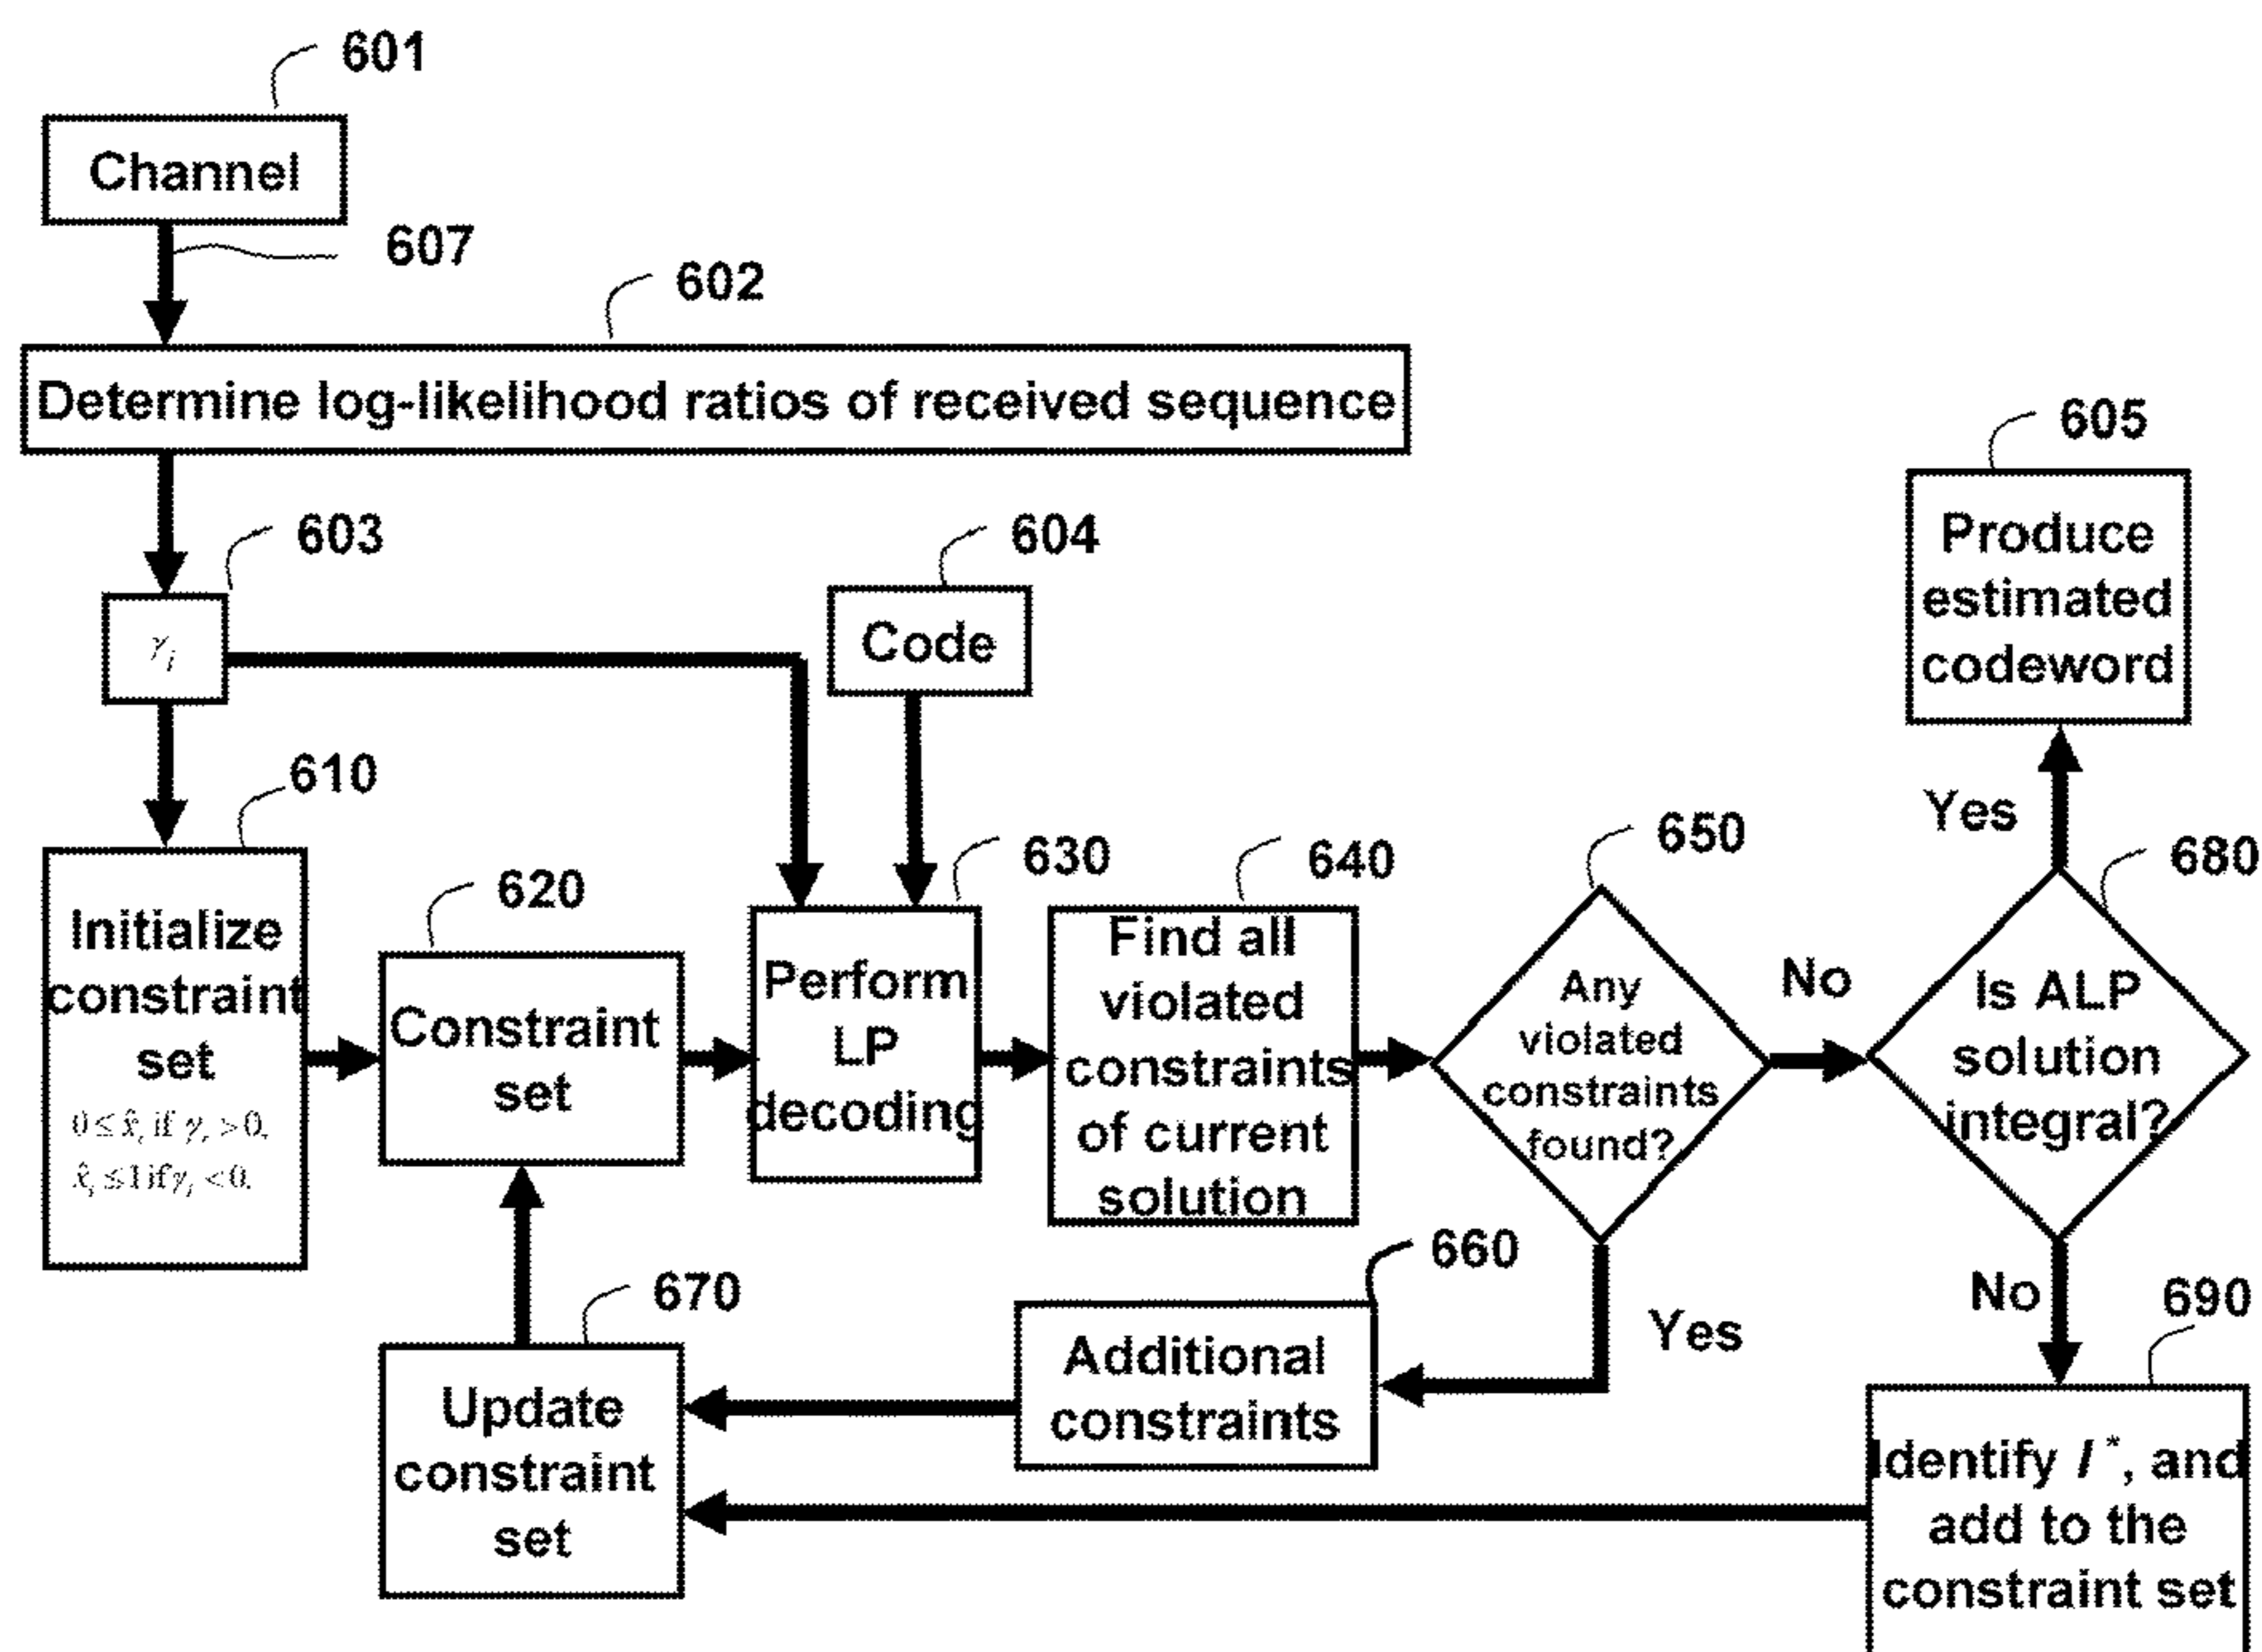 601
Channel
607
602
Determine log-likelihood ratios of received sequence
605
Produce
estimated
codeword
603
γi
604
Code
610
Initialize
constraint
set
0 ≤ x̂i if γi > 0,
x̂i ≤ 1 if γi < 0.
620
Constraint
set
630
Perform
LP
decoding
640
Find all
violated
constraints
of current
solution
650
Any
violated
constraints
found?
No
Yes
680
Is ALP
solution
integral?
Yes
No
660
Additional
constraints
670
Update
constraint
set
690
Identify I*, and
add to the
constraint set